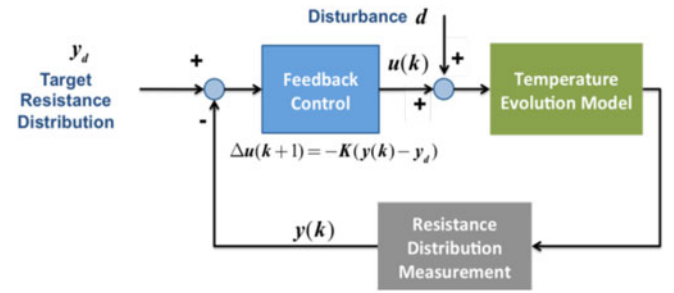 Disturbance d
y_d
Target
Resistance
Distribution
+
-
Feedback
Control
u(k)
+
+
Temperature
Evolution Model
Δu(k+1)=-K(y(k)-y_d)
y(k)
Resistance
Distribution
Measurement